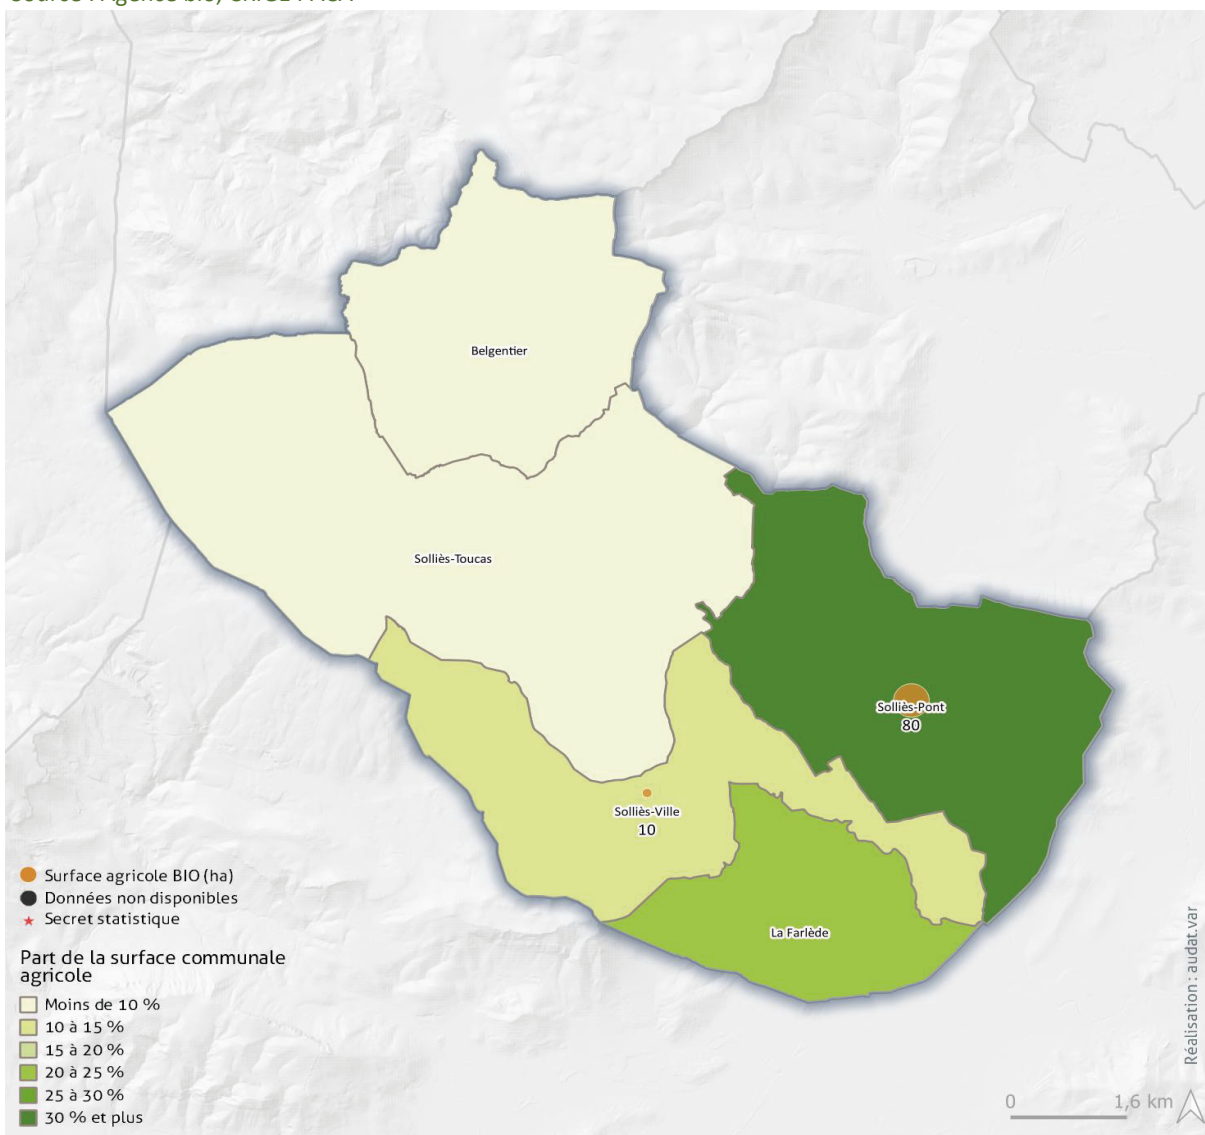 Belgentier
Solliès-Toucas
Solliès-Pont
80
Solliès-Ville
10
La Farlède
Surface agricole BIO (ha)
Données non disponibles
Secret statistique
Part de la surface communale
agricole
Moins de 10 %
10 à 15 %
15 à 20 %
20 à 25 %
25 à 30 %
30 % et plus
0 1,6 km
Réalisation : audat.var